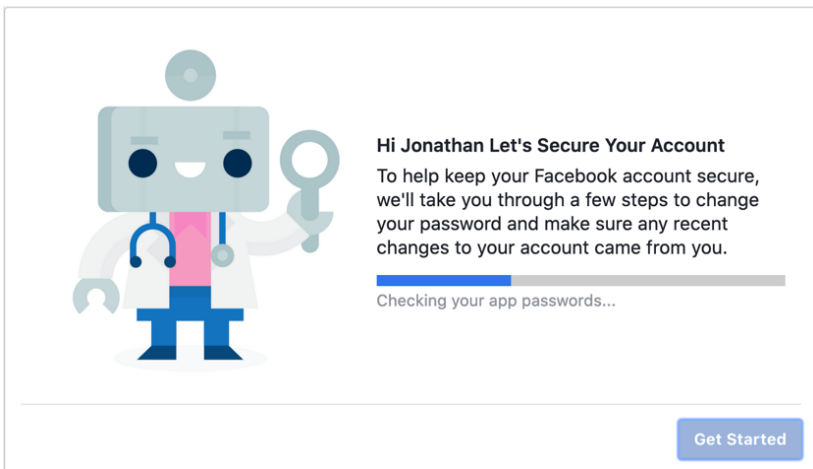 Hi Jonathan Let's Secure Your Account
To help keep your Facebook account secure,
we'll take you through a few steps to change
your password and make sure any recent
changes to your account came from you.
Checking your app passwords...
Get Started